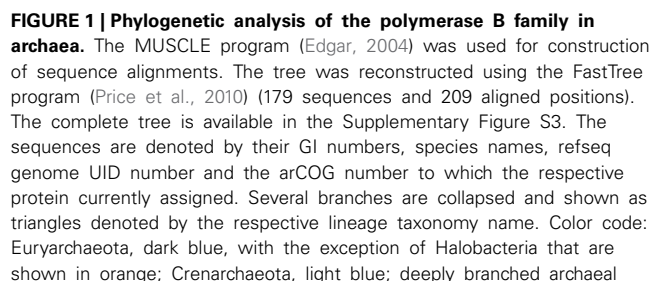 FIGURE 1 | Phylogenetic analysis of the polymerase B family in
archaea. The MUSCLE program (Edgar, 2004) was used for construction
of sequence alignments. The tree was reconstructed using the FastTree
program (Price et al., 2010) (179 sequences and 209 aligned positions).
The complete tree is available in the Supplementary Figure S3. The
sequences are denoted by their GI numbers, species names, refseq
genome UID number and the arCOG number to which the respective
protein currently assigned. Several branches are collapsed and shown as
triangles denoted by the respective lineage taxonomy name. Color code:
Euryarchaeota, dark blue, with the exception of Halobacteria that are
shown in orange; Crenarchaeota, light blue; deeply branched archaeal